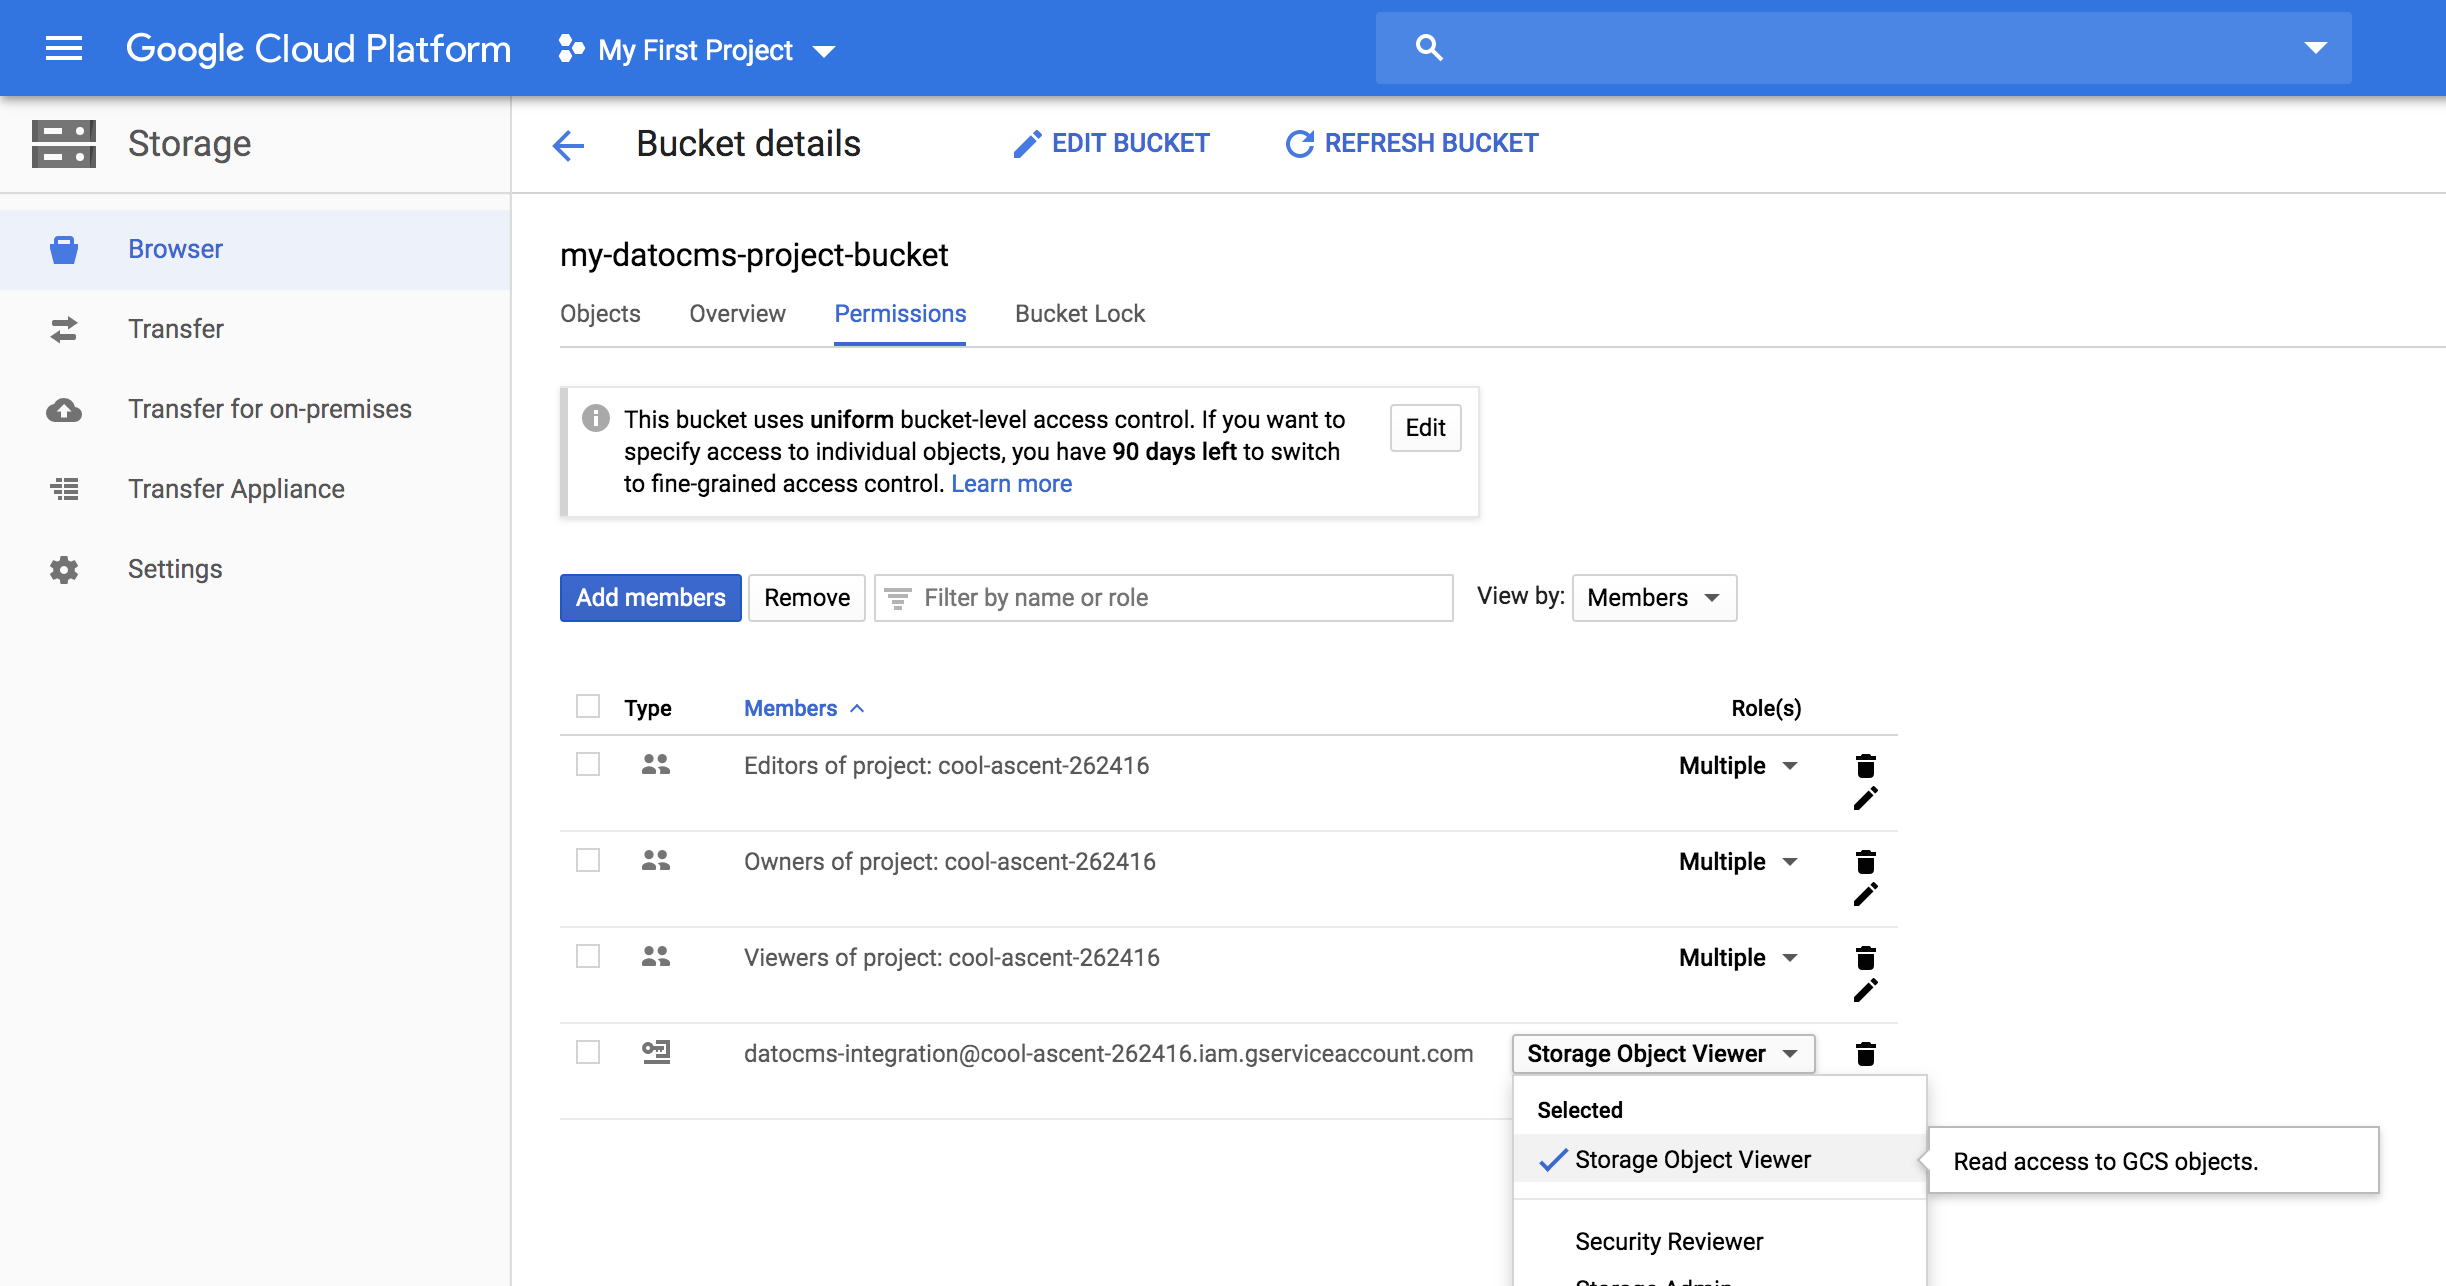 Google Cloud Platform
My First Project
Storage
Bucket details
EDIT BUCKET
REFRESH BUCKET
Browser
Transfer
Transfer for on-premises
Transfer Appliance
Settings
my-datocms-project-bucket
Objects
Overview
Permissions
Bucket Lock
This bucket uses uniform bucket-level access control. If you want to
specify access to individual objects, you have 90 days left to switch
to fine-grained access control. Learn more
Edit
Add members
Remove
Filter by name or role
View by:
Members
Type
Members
Role(s)
Editors of project: cool-ascent-262416
Multiple
Owners of project: cool-ascent-262416
Multiple
Viewers of project: cool-ascent-262416
Multiple
datocms-integration@cool-ascent-262416.iam.gserviceaccount.com
Storage Object Viewer
Selected
Storage Object Viewer
Read access to GCS objects.
Security Reviewer
Storage Admin